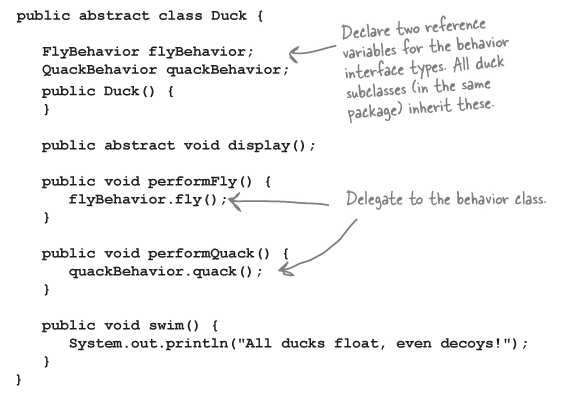 public abstract class Duck {
FlyBehavior flyBehavior;
QuackBehavior quackBehavior;
public Duck() {
}
public abstract void display();
public void performFly() {
flyBehavior.fly();
}
public void performQuack() {
quackBehavior.quack();
}
public void swim() {
System.out.println("All ducks float, even decoys!");
}
}
Declare two reference
variables for the behavior
interface types. All duck
subclasses (in the same
package) inherit these.
Delegate to the behavior class.